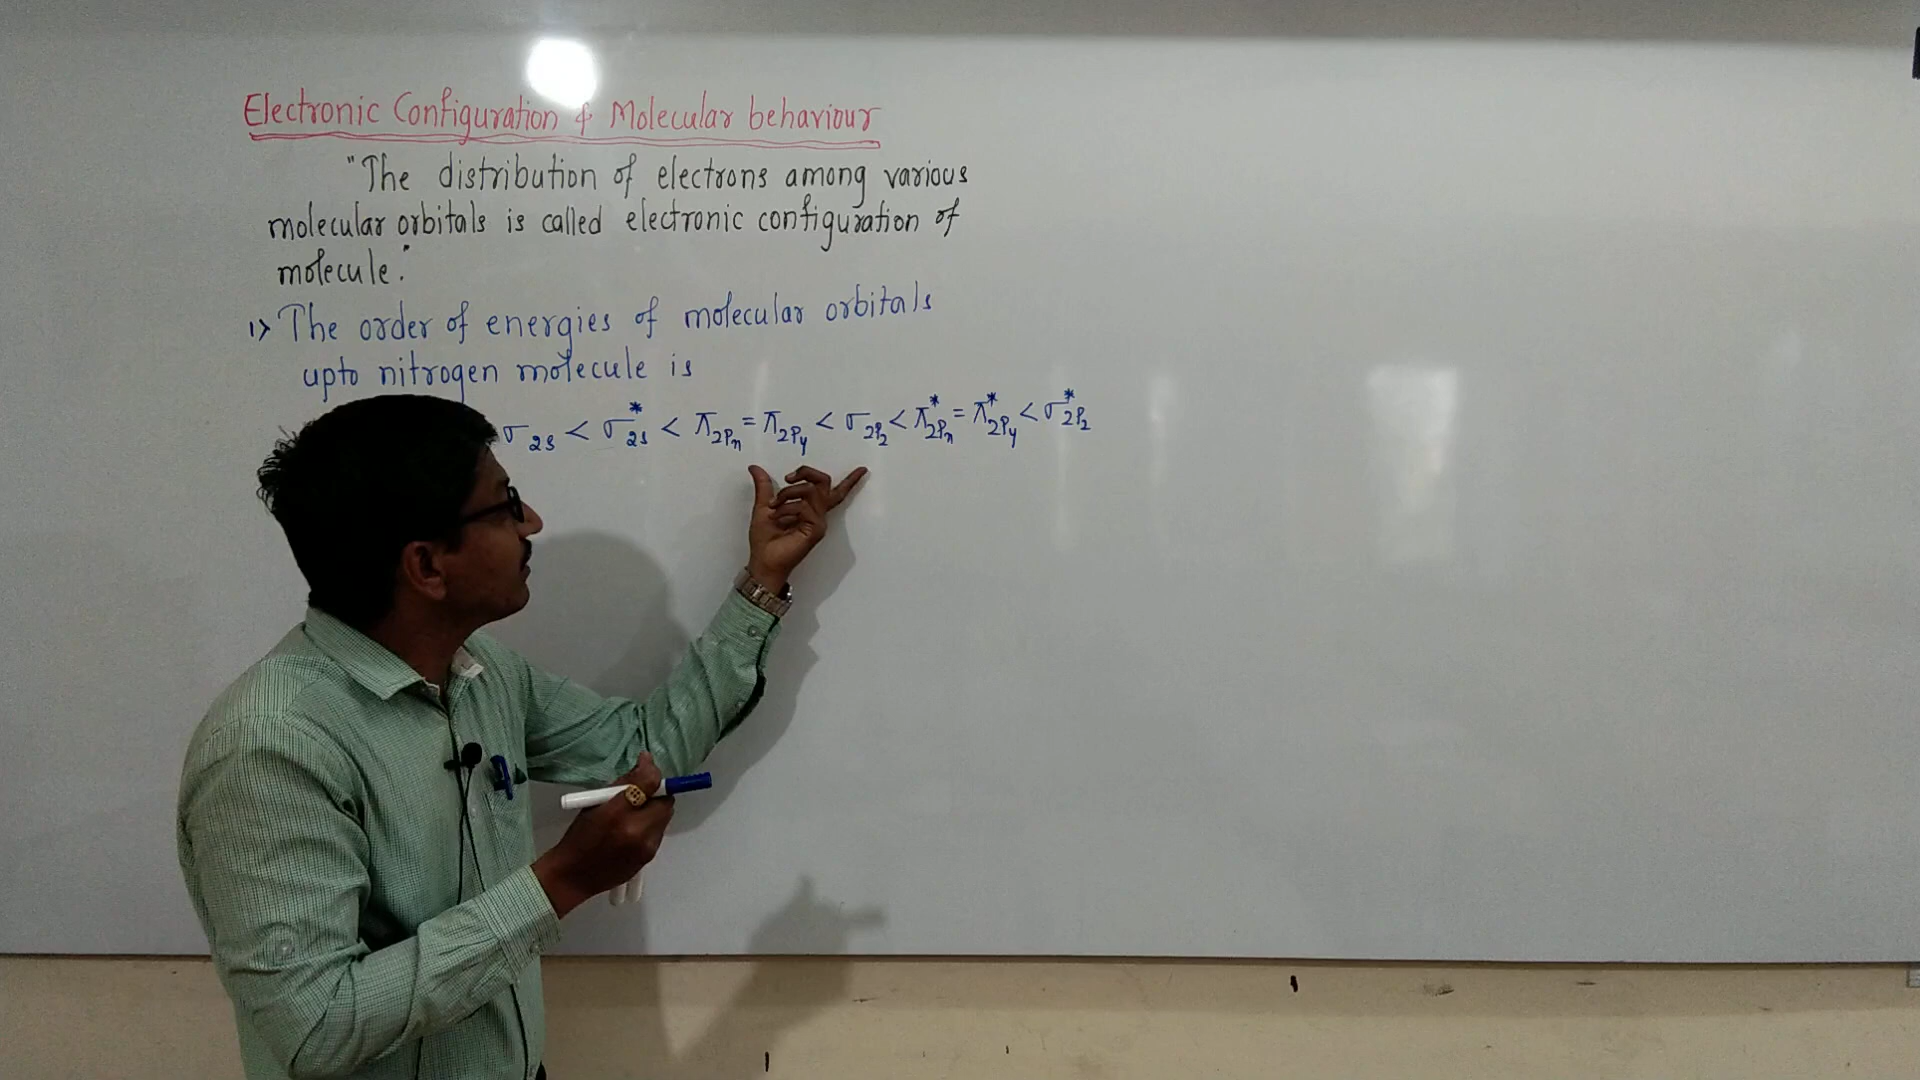 Electronic Configuration & Molecular behaviour
"The distribution of electrons among various
molecular orbitals is called electronic configuration of
molecule."
1> The order of energies of molecular orbitals
upto nitrogen molecule is
σ2s < σ*2s < π2px = π2py < σ2pz < π*2px = π*2py < σ*2pz